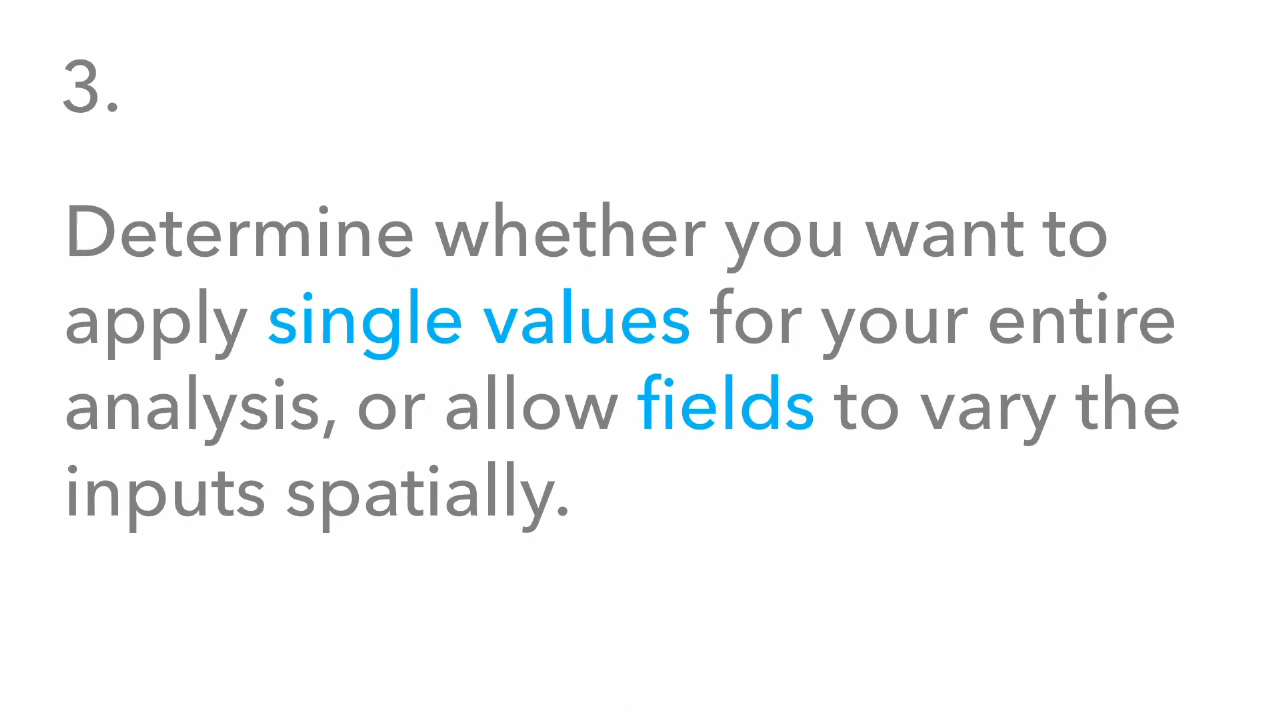 3.
Determine whether you want to
apply single values for your entire
analysis, or allow fields to vary the
inputs spatially.